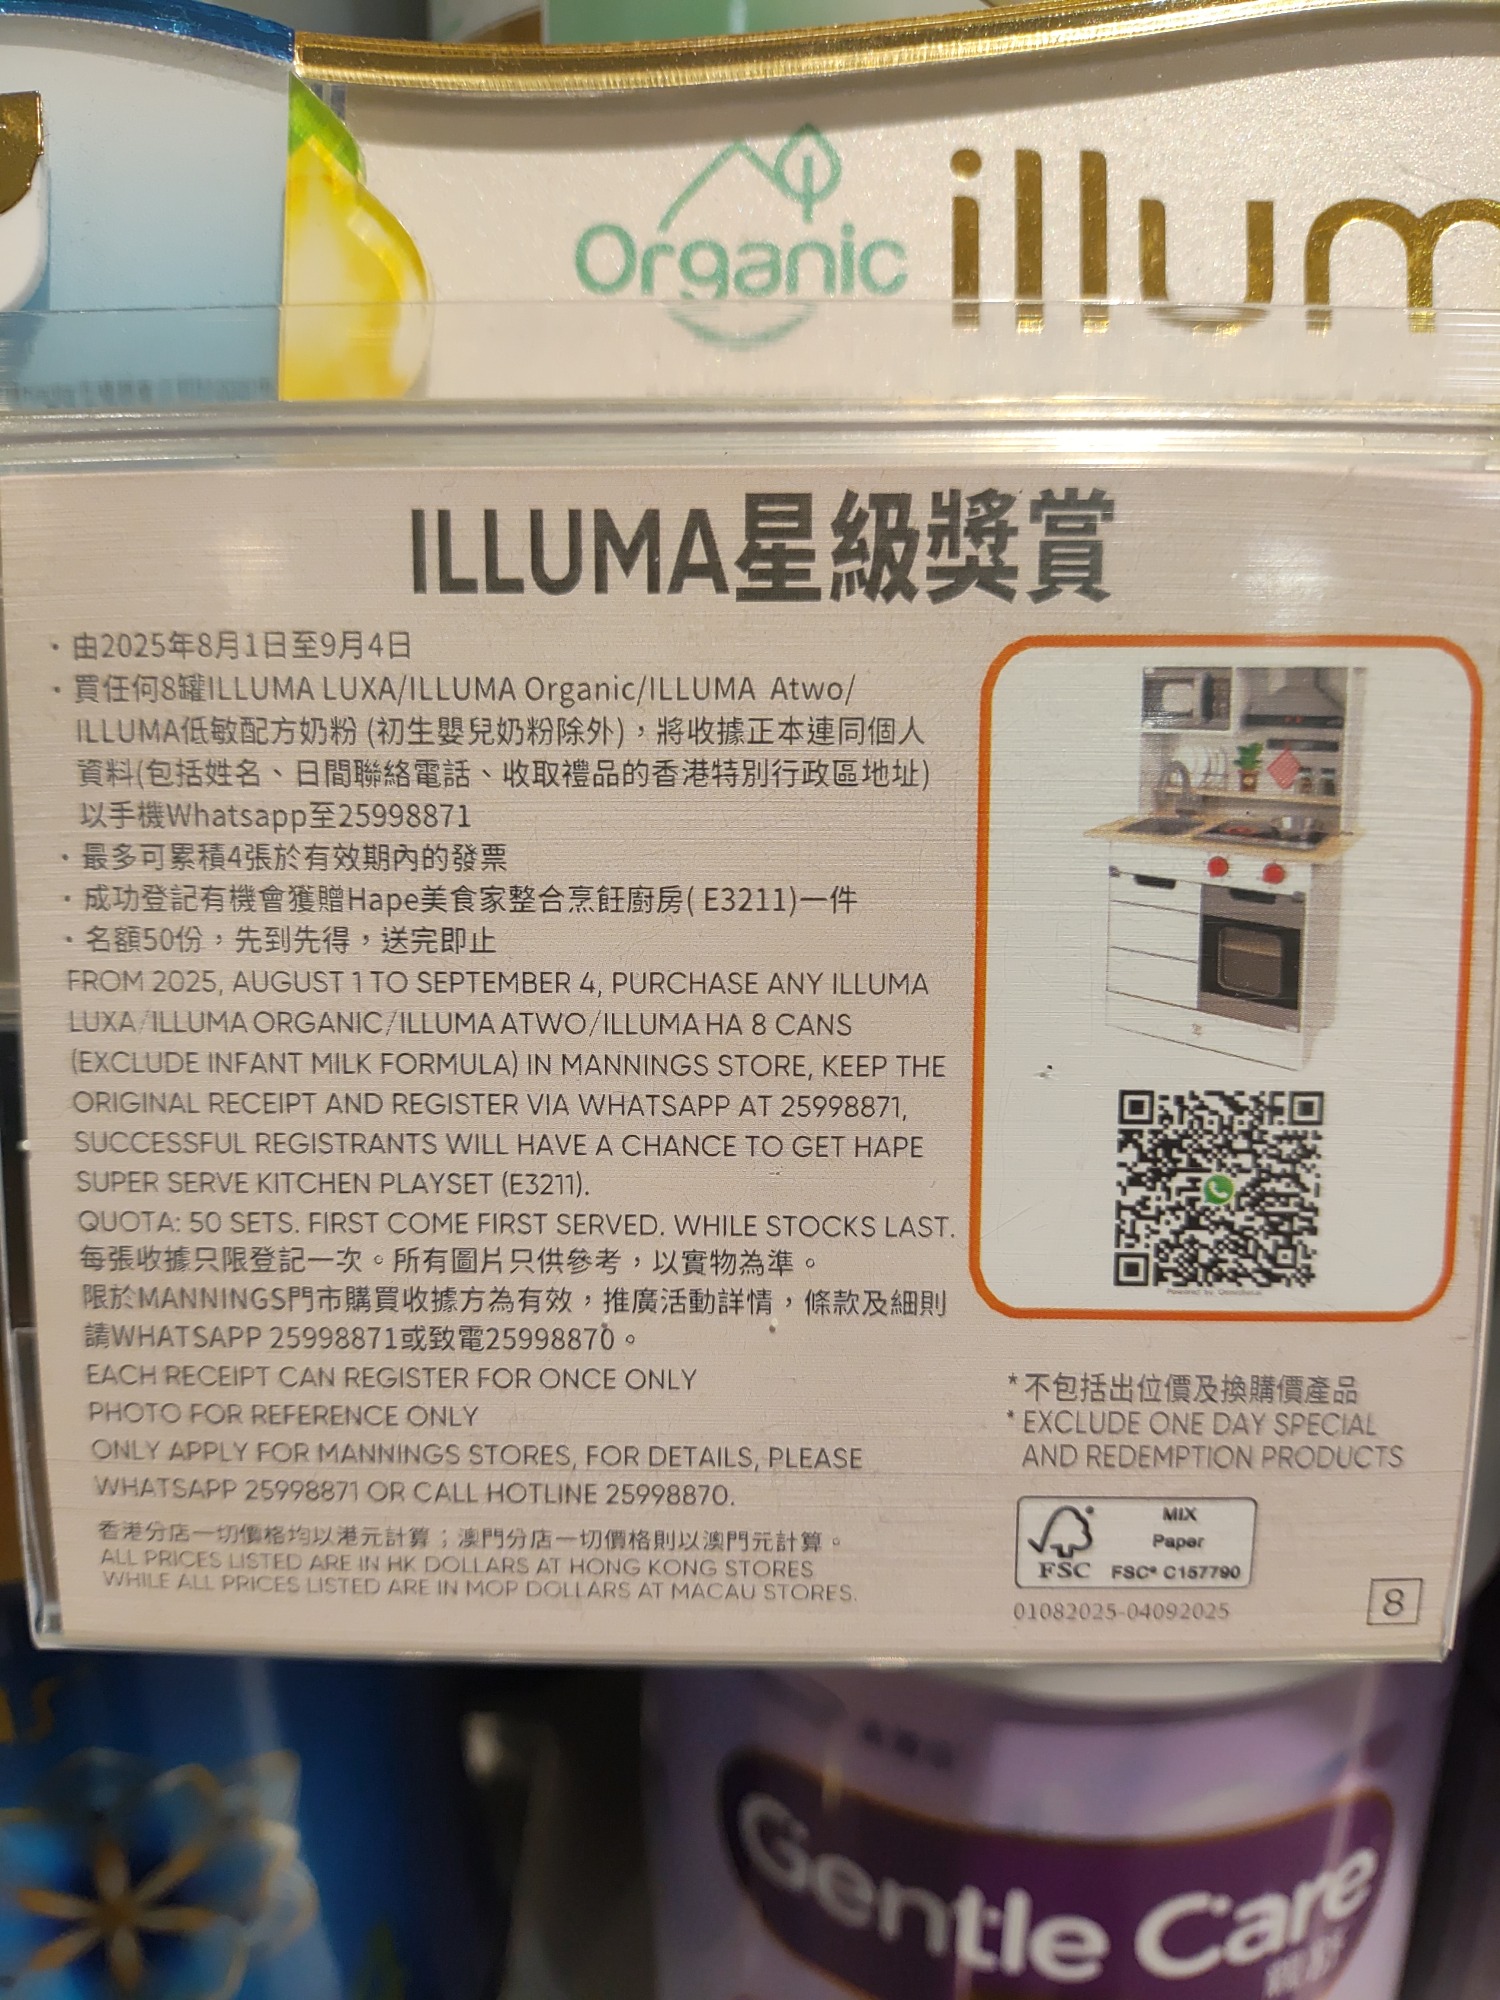 Organic illum
ILLUMA星級獎賞
・由2025年8月1日至9月4日
・買任何8罐ILLUMA LUXA/ILLUMA Organic/ILLUMA Atwo/
ILLUMA低敏配方奶粉 (初生嬰兒奶粉除外)，將收據正本連同個人
資料(包括姓名、日間聯絡電話、收取禮品的香港特別行政區地址)
以手機Whatsapp至25998871
・最多可累積4張於有效期內的發票
・成功登記有機會獲贈Hape美食家整合烹飪廚房( E3211)一件
・名額50份，先到先得，送完即止
FROM 2025, AUGUST 1 TO SEPTEMBER 4, PURCHASE ANY ILLUMA
LUXA/ILLUMA ORGANIC/ILLUMA ATWO/ILLUMA HA 8 CANS
(EXCLUDE INFANT MILK FORMULA) IN MANNINGS STORE, KEEP THE
ORIGINAL RECEIPT AND REGISTER VIA WHATSAPP AT 25998871,
SUCCESSFUL REGISTRANTS WILL HAVE A CHANCE TO GET HAPE
SUPER SERVE KITCHEN PLAYSET (E3211).
QUOTA: 50 SETS. FIRST COME FIRST SERVED. WHILE STOCKS LAST.
每張收據只限登記一次。所有圖片只供參考，以實物為準。
限於MANNINGS門市購買收據方為有效，推廣活動詳情，條款及細則
請WHATSAPP 25998871或致電25998870。
EACH RECEIPT CAN REGISTER FOR ONCE ONLY
PHOTO FOR REFERENCE ONLY
ONLY APPLY FOR MANNINGS STORES, FOR DETAILS, PLEASE
WHATSAPP 25998871 OR CALL HOTLINE 25998870.
香港分店一切價格均以港元計算；澳門分店一切價格則以澳門元計算。
ALL PRICES LISTED ARE IN HK DOLLARS AT HONG KONG STORES
WHILE ALL PRICES LISTED ARE IN MOP DOLLARS AT MACAU STORES.
*不包括出位價及換購價產品
* EXCLUDE ONE DAY SPECIAL
AND REDEMPTION PRODUCTS
FSC
MIX
Paper
FSC® C157790
01082025-04092025
8
Gentle Care